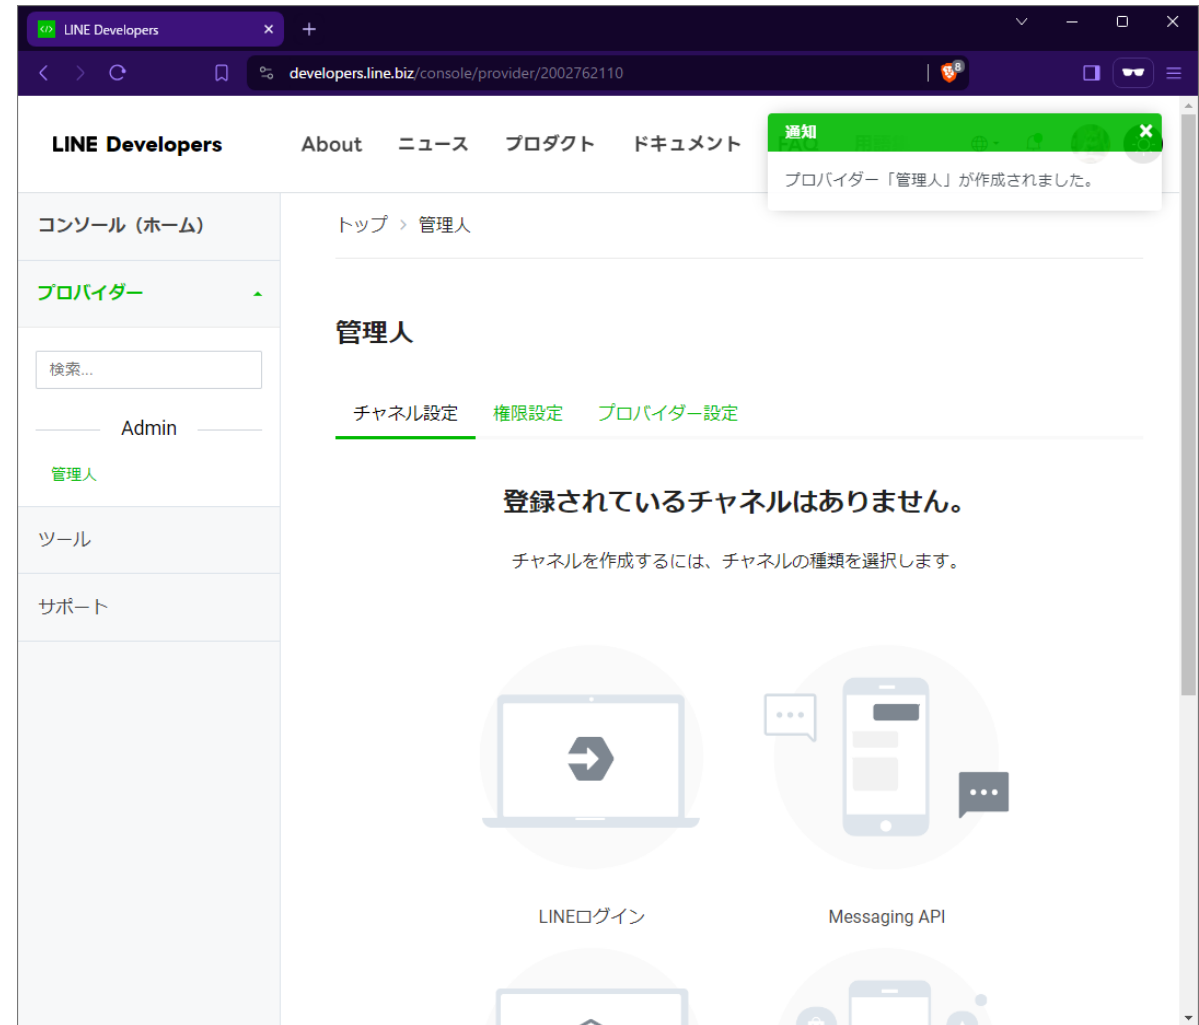 LINE Developers
developers.line.biz/console/provider/2002762110
8
LINE Developers
About ニュース プロダクト ドキュメント FAQ
通知
プロバイダー「管理人」が作成されました。
コンソール（ホーム）
プロバイダー
検索...
Admin
管理人
ツール
サポート
トップ > 管理人
管理人
チャネル設定 権限設定 プロバイダー設定
登録されているチャネルはありません。
チャネルを作成するには、チャネルの種類を選択します。
LINEログイン
Messaging API